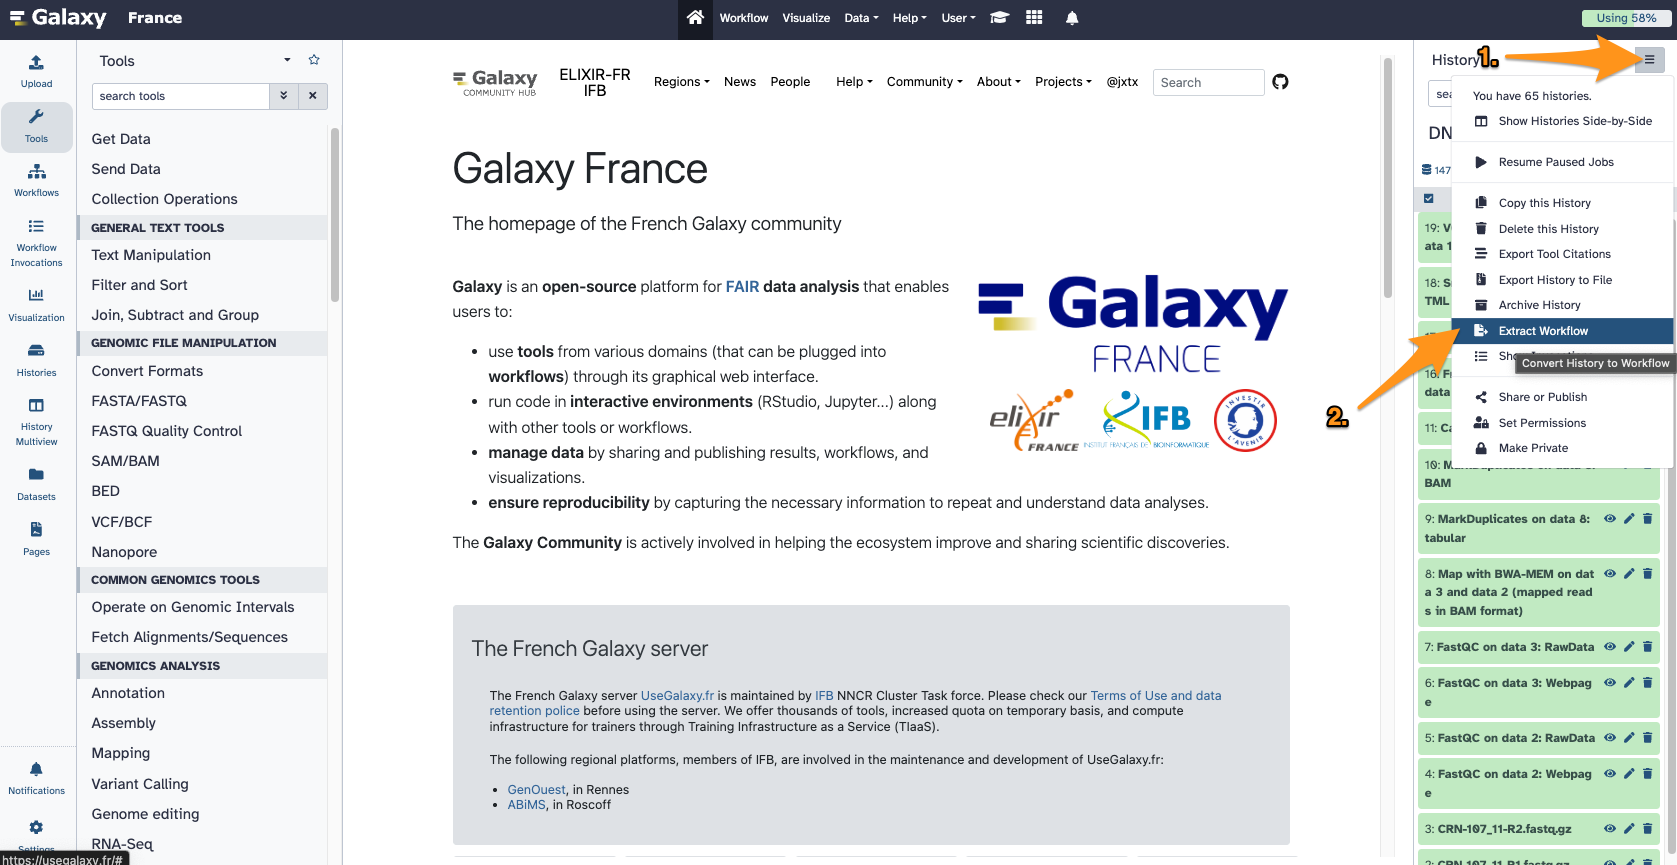 Galaxy France
Workflow Visualize Data Help User
Using 58%
Upload
Tools
Workflows
Workflow
Invocations
Visualization
Histories
History
Multiview
Datasets
Pages
Notifications
Settings
https://usegalaxy.fr/#
Tools
search tools
Get Data
Send Data
Collection Operations
GENERAL TEXT TOOLS
Text Manipulation
Filter and Sort
Join, Subtract and Group
GENOMIC FILE MANIPULATION
Convert Formats
FASTA/FASTQ
FASTQ Quality Control
SAM/BAM
BED
VCF/BCF
Nanopore
COMMON GENOMICS TOOLS
Operate on Genomic Intervals
Fetch Alignments/Sequences
GENOMICS ANALYSIS
Annotation
Assembly
Mapping
Variant Calling
Genome editing
RNA-Seq
Galaxy
COMMUNITY HUB
ELIXIR-FR
IFB
Regions News People Help Community About Projects @jxtx Search
Galaxy France
The homepage of the French Galaxy community
Galaxy is an open-source platform for FAIR data analysis that enables
users to:
• use tools from various domains (that can be plugged into
workflows) through its graphical web interface.
• run code in interactive environments (RStudio, Jupyter...) along
with other tools or workflows.
• manage data by sharing and publishing results, workflows, and
visualizations.
• ensure reproducibility by capturing the necessary information to repeat and understand data analyses.
The Galaxy Community is actively involved in helping the ecosystem improve and sharing scientific discoveries.
Galaxy
FRANCE
elixir
FRANCE
IFB
INSTITUT FRANÇAIS DE BIOINFORMATIQUE
INVESTIR
L'AVENIR
The French Galaxy server
The French Galaxy server UseGalaxy.fr is maintained by IFB NNCR Cluster Task force. Please check our Terms of Use and data
retention police before using the server. We offer thousands of tools, increased quota on temporary basis, and compute
infrastructure for trainers through Training Infrastructure as a Service (TIaaS).
The following regional platforms, members of IFB, are involved in the maintenance and development of UseGalaxy.fr:
• GenOuest, in Rennes
• ABiMS, in Roscoff
History
1.
sea
DN
147
You have 65 histories.
Show Histories Side-by-Side
Resume Paused Jobs
Copy this History
Delete this History
Export Tool Citations
Export History to File
Archive History
Extract Workflow
Convert History to Workflow
2.
Share or Publish
Set Permissions
Make Private
19: V
ata 1
18: S
TML
16: F
data
11: Ca
10: MarkDuplicates on data 8:
BAM
9: MarkDuplicates on data 8:
tabular
8: Map with BWA-MEM on dat
a 3 and data 2 (mapped read
s in BAM format)
7: FastQC on data 3: RawData
6: FastQC on data 3: Webpag
e
5: FastQC on data 2: RawData
4: FastQC on data 2: Webpag
e
3: CRN-107_11-R2.fastq.gz
2: CRN-107_11-R1.fastq.gz